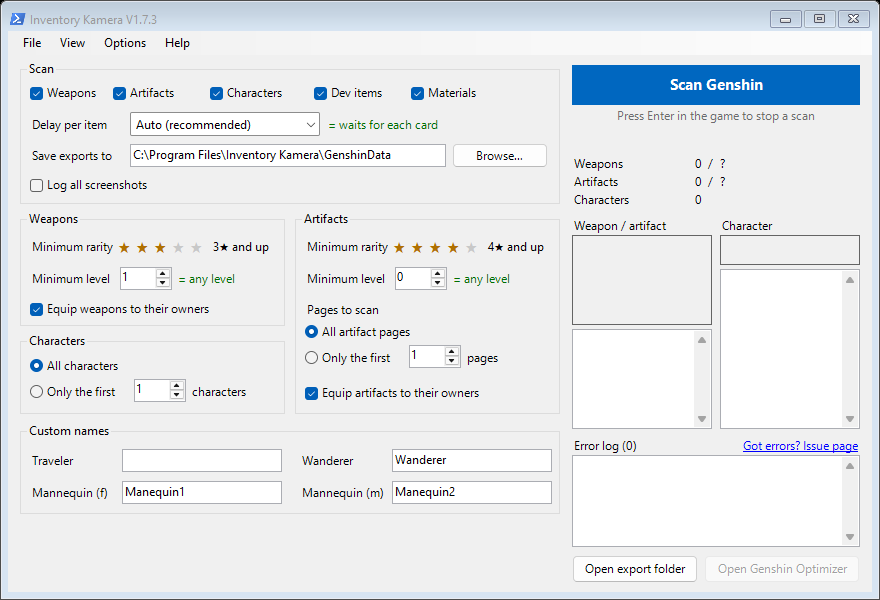 Inventory Kamera V1.7.3
File View Options Help
Scan
Weapons Artifacts Characters Dev items Materials
Delay per item Auto (recommended) = waits for each card
Save exports to C:\Program Files\Inventory Kamera\GenshinData Browse...
Log all screenshots
Weapons
Minimum rarity ★ ★ ★ ★ ★ 3★ and up
Minimum level 1 = any level
Equip weapons to their owners
Characters
All characters
Only the first 1 characters
Artifacts
Minimum rarity ★ ★ ★ ★ ★ 4★ and up
Minimum level 0 = any level
Pages to scan
All artifact pages
Only the first 1 pages
Equip artifacts to their owners
Custom names
Traveler Wanderer Wanderer
Mannequin (f) Manequin1 Mannequin (m) Manequin2
Scan Genshin
Press Enter in the game to stop a scan
Weapons 0 / ?
Artifacts 0 / ?
Characters 0
Weapon / artifact Character
Error log (0) Got errors? Issue page
Open export folder Open Genshin Optimizer